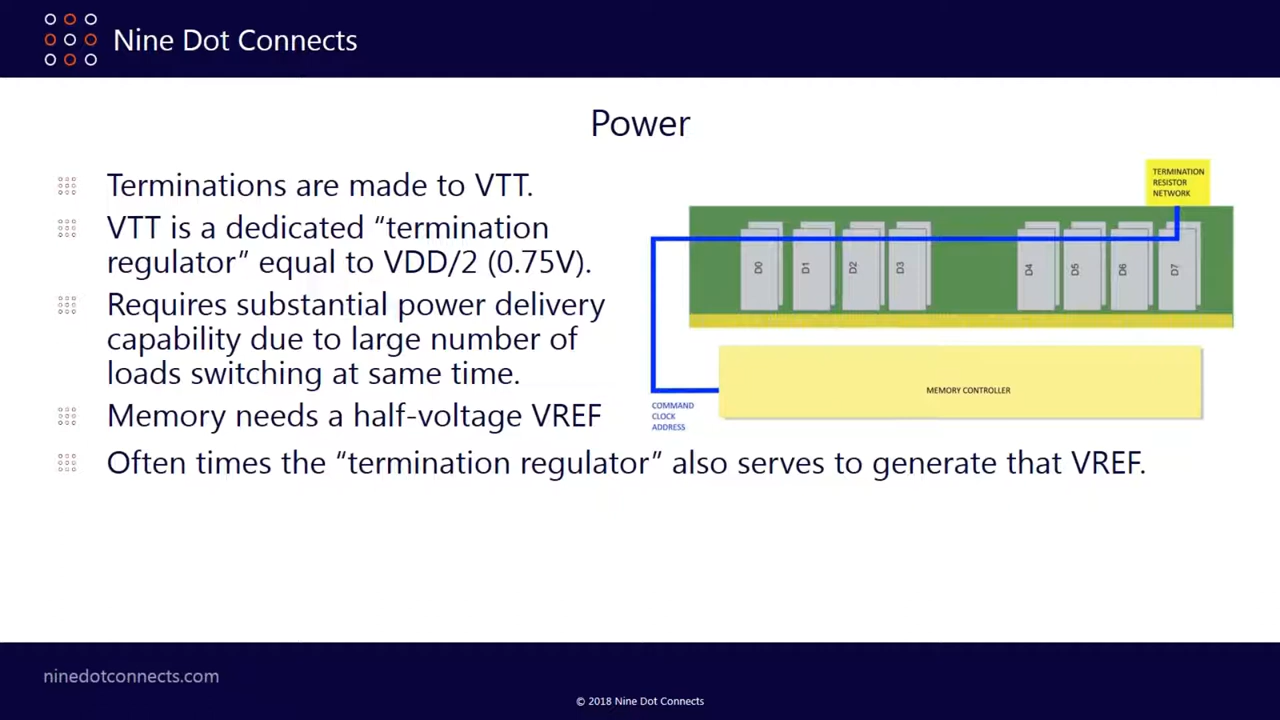 Nine Dot Connects
Power
Terminations are made to VTT.
VTT is a dedicated “termination
regulator” equal to VDD/2 (0.75V).
Requires substantial power delivery
capability due to large number of
loads switching at same time.
Memory needs a half-voltage VREF
Often times the “termination regulator” also serves to generate that VREF.
TERMINATION
RESISTOR
NETWORK
D0
D1
D2
D3
D4
D5
D6
D7
MEMORY CONTROLLER
COMMAND
CLOCK
ADDRESS
ninedotconnects.com
© 2018 Nine Dot Connects